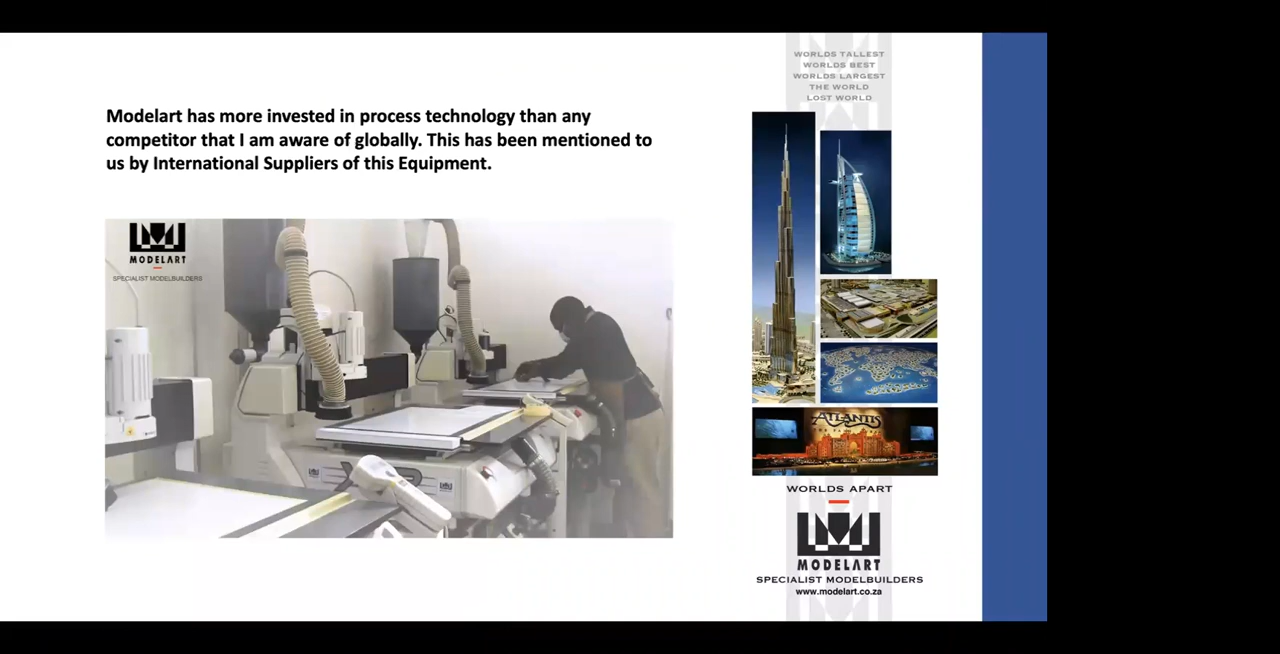 Modelart has more invested in process technology than any
competitor that I am aware of globally. This has been mentioned to
us by International Suppliers of this Equipment.
MODELART
SPECIALIST MODELBUILDERS
WORLDS TALLEST
WORLDS BEST
WORLDS LARGEST
THE WORLD
LOST WORLD
ATLANTIS
WORLDS APART
MODELART
SPECIALIST MODELBUILDERS
www.modelart.co.za